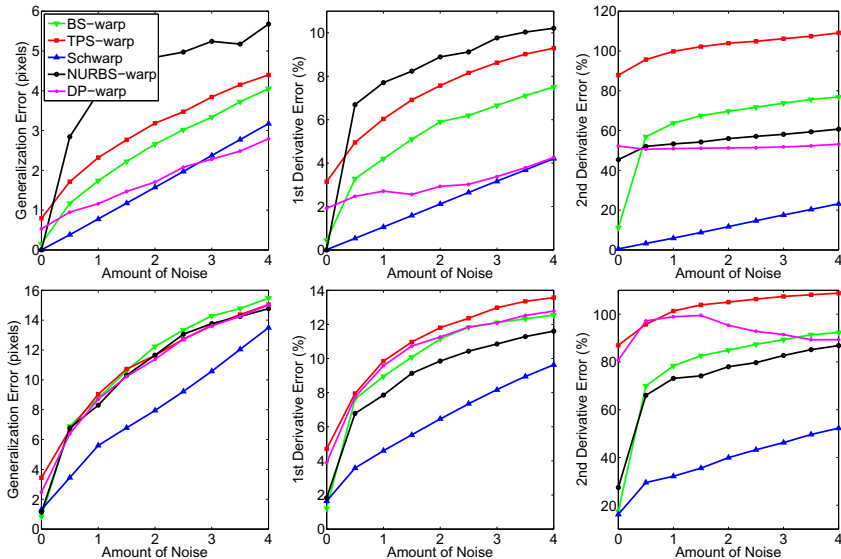 Generalization Error (pixels)
6
5
4
3
2
1
0
BS-warp
TPS-warp
Schwarp
NURBS-warp
DP-warp
0 1 2 3 4
Amount of Noise
1st Derivative Error (%)
10
8
6
4
2
0
0 1 2 3 4
Amount of Noise
2nd Derivative Error (%)
120
100
80
60
40
20
0
0 1 2 3 4
Amount of Noise
Generalization Error (pixels)
16
14
12
10
8
6
4
2
0
0 1 2 3 4
Amount of Noise
1st Derivative Error (%)
14
12
10
8
6
4
2
0
0 1 2 3 4
Amount of Noise
2nd Derivative Error (%)
100
80
60
40
20
0 1 2 3 4
Amount of Noise